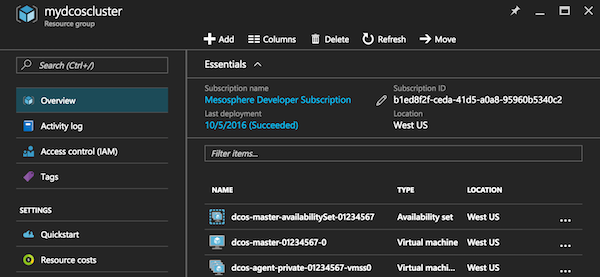 mydcoscluster
Resource group
Add Columns Delete Refresh Move
Search (Ctrl+/)
Overview
Activity log
Access control (IAM)
Tags
SETTINGS
Quickstart
Resource costs
Essentials
Subscription name Subscription ID
Mesosphere Developer Subscription b1ed8f2f-ceda-41d5-a0a8-95960b5340c2
Last deployment Location
10/5/2016 (Succeeded) West US
Filter items...
NAME TYPE LOCATION
dcos-master-availabilitySet-01234567 Availability set West US ...
dcos-master-01234567-0 Virtual machine West US ...
dcos-agent-private-01234567-vmss0 Virtual machi... West US ...